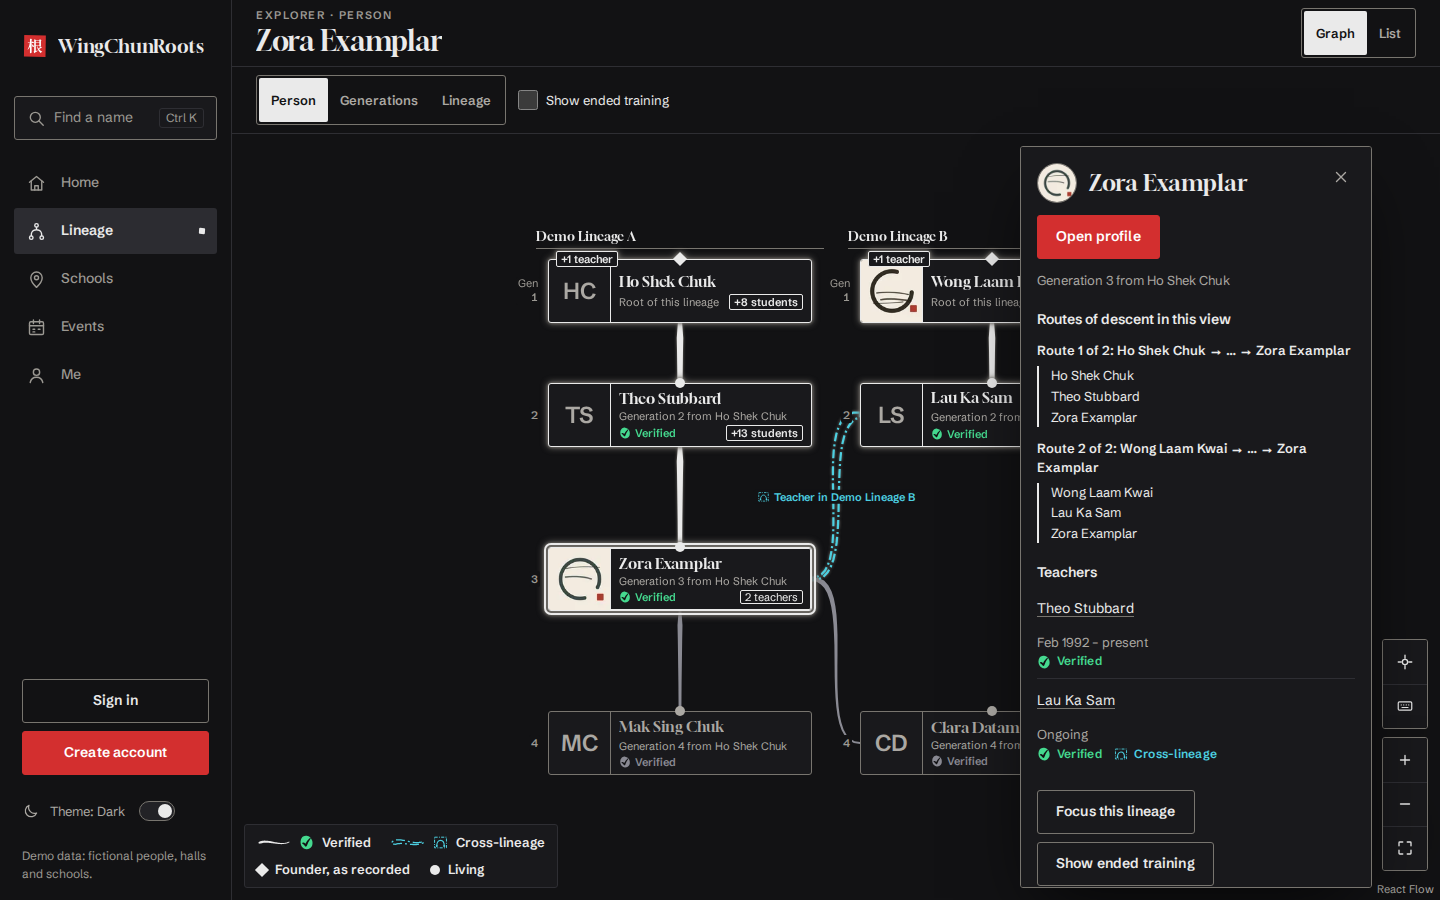 根 WingChunRoots
Find a name Ctrl K
Home
Lineage
Schools
Events
Me
Sign in
Create account
Theme: Dark
Demo data: fictional people, halls
and schools.
EXPLORER · PERSON
Zora Examplar
Graph List
Person Generations Lineage Show ended training
Demo Lineage A
+1 teacher
Gen
1
HC
Ho Shek Chuk
Root of this lineage +8 students
2
TS
Theo Stubbard
Generation 2 from Ho Shek Chuk
Verified +13 students
Teacher in Demo Lineage B
3
Zora Examplar
Generation 3 from Ho Shek Chuk
Verified 2 teachers
4
MC
Mak Sing Chuk
Generation 4 from Ho Shek Chuk
Verified
Demo Lineage B
+1 teacher
Gen
1
Wong Laam
Root of this linea
2
LS
Lau Ka Sam
Generation 2 from
Verified
4
CD
Clara Datam
Generation 4 from
Verified
Verified Cross-lineage
Founder, as recorded Living
Zora Examplar
Open profile
Generation 3 from Ho Shek Chuk
Routes of descent in this view
Route 1 of 2: Ho Shek Chuk → ... → Zora Examplar
Ho Shek Chuk
Theo Stubbard
Zora Examplar
Route 2 of 2: Wong Laam Kwai → ... → Zora
Examplar
Wong Laam Kwai
Lau Ka Sam
Zora Examplar
Teachers
Theo Stubbard
Feb 1992 – present
Verified
Lau Ka Sam
Ongoing
Verified Cross-lineage
Focus this lineage
Show ended training
React Flow